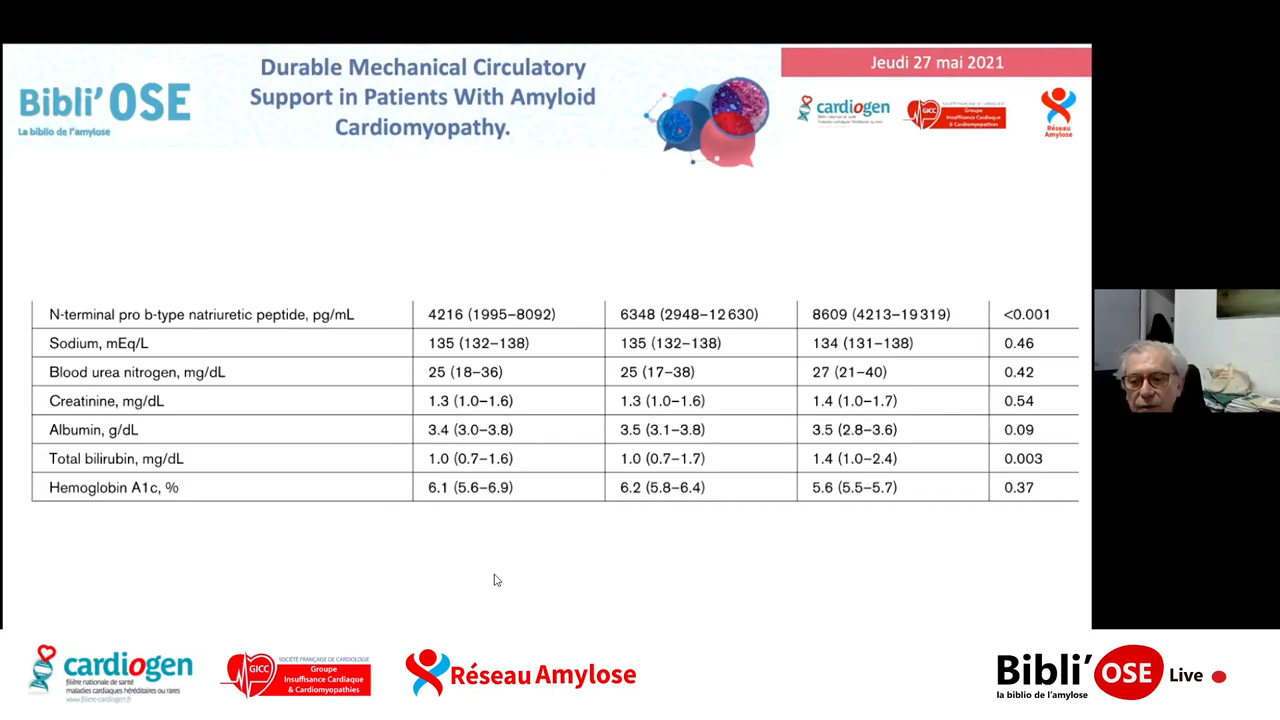 Bibli'OSE
La biblio de l'amylose
Durable Mechanical Circulatory
Support in Patients With Amyloid
Cardiomyopathy.
Jeudi 27 mai 2021
cardiogen
GICC
Groupe
Insuffisance Cardiaque
& Cardiomyopathies
Réseau
Amylose
N-terminal pro b-type natriuretic peptide, pg/mL 4216 (1995–8092) 6348 (2948–12 630) 8609 (4213–19 319) <0.001
Sodium, mEq/L 135 (132–138) 135 (132–138) 134 (131–138) 0.46
Blood urea nitrogen, mg/dL 25 (18–36) 25 (17–38) 27 (21–40) 0.42
Creatinine, mg/dL 1.3 (1.0–1.6) 1.3 (1.0–1.6) 1.4 (1.0–1.7) 0.54
Albumin, g/dL 3.4 (3.0–3.8) 3.5 (3.1–3.8) 3.5 (2.8–3.6) 0.09
Total bilirubin, mg/dL 1.0 (0.7–1.6) 1.0 (0.7–1.7) 1.4 (1.0–2.4) 0.003
Hemoglobin A1c, % 6.1 (5.6–6.9) 6.2 (5.8–6.4) 5.6 (5.5–5.7) 0.37
cardiogen
filière nationale de santé
maladies cardiaques héréditaires ou rares
www.filiere-cardiogen.fr
GICC
SOCIÉTÉ FRANÇAISE DE CARDIOLOGIE
Groupe
Insuffisance Cardiaque
& Cardiomyopathies
Réseau Amylose
Bibli'OSE Live
la biblio de l'amylose